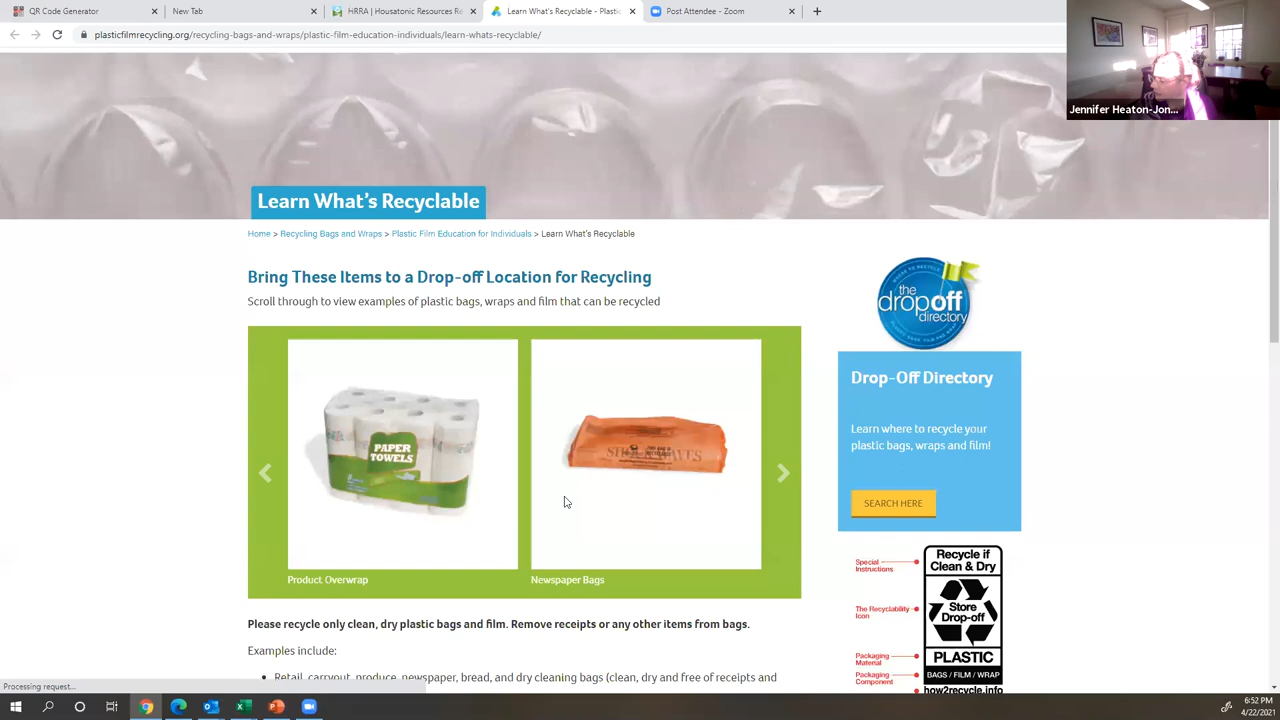 QR Code Generator
New Tab
HRRA | Housatonic Resources Re
Learn What's Recyclable - Plastic
Post Attendee - Zoom
plasticfilmrecycling.org/recycling-bags-and-wraps/plastic-film-education-individuals/learn-whats-recyclable/
Jennifer Heaton-Jon...
Learn What's Recyclable
Home > Recycling Bags and Wraps > Plastic Film Education for Individuals > Learn What's Recyclable
Bring These Items to a Drop-off Location for Recycling
Scroll through to view examples of plastic bags, wraps and film that can be recycled
PAPER
TOWELS
Product Overwrap
Newspaper Bags
Please recycle only clean, dry plastic bags and film. Remove receipts or any other items from bags.
Examples include:
Retail, carryout, produce, newspaper, bread, and dry cleaning bags (clean, dry and free of receipts and
the
dropoff
directory
Drop-Off Directory
Learn where to recycle your
plastic bags, wraps and film!
SEARCH HERE
Special
Instructions
The Recyclability
Icon
Packaging
Material
Packaging
Component
Recycle if
Clean & Dry
Store
Drop-off
PLASTIC
BAGS / FILM / WRAP
how2recycle.info
Processing request...
6:52 PM
4/22/2021